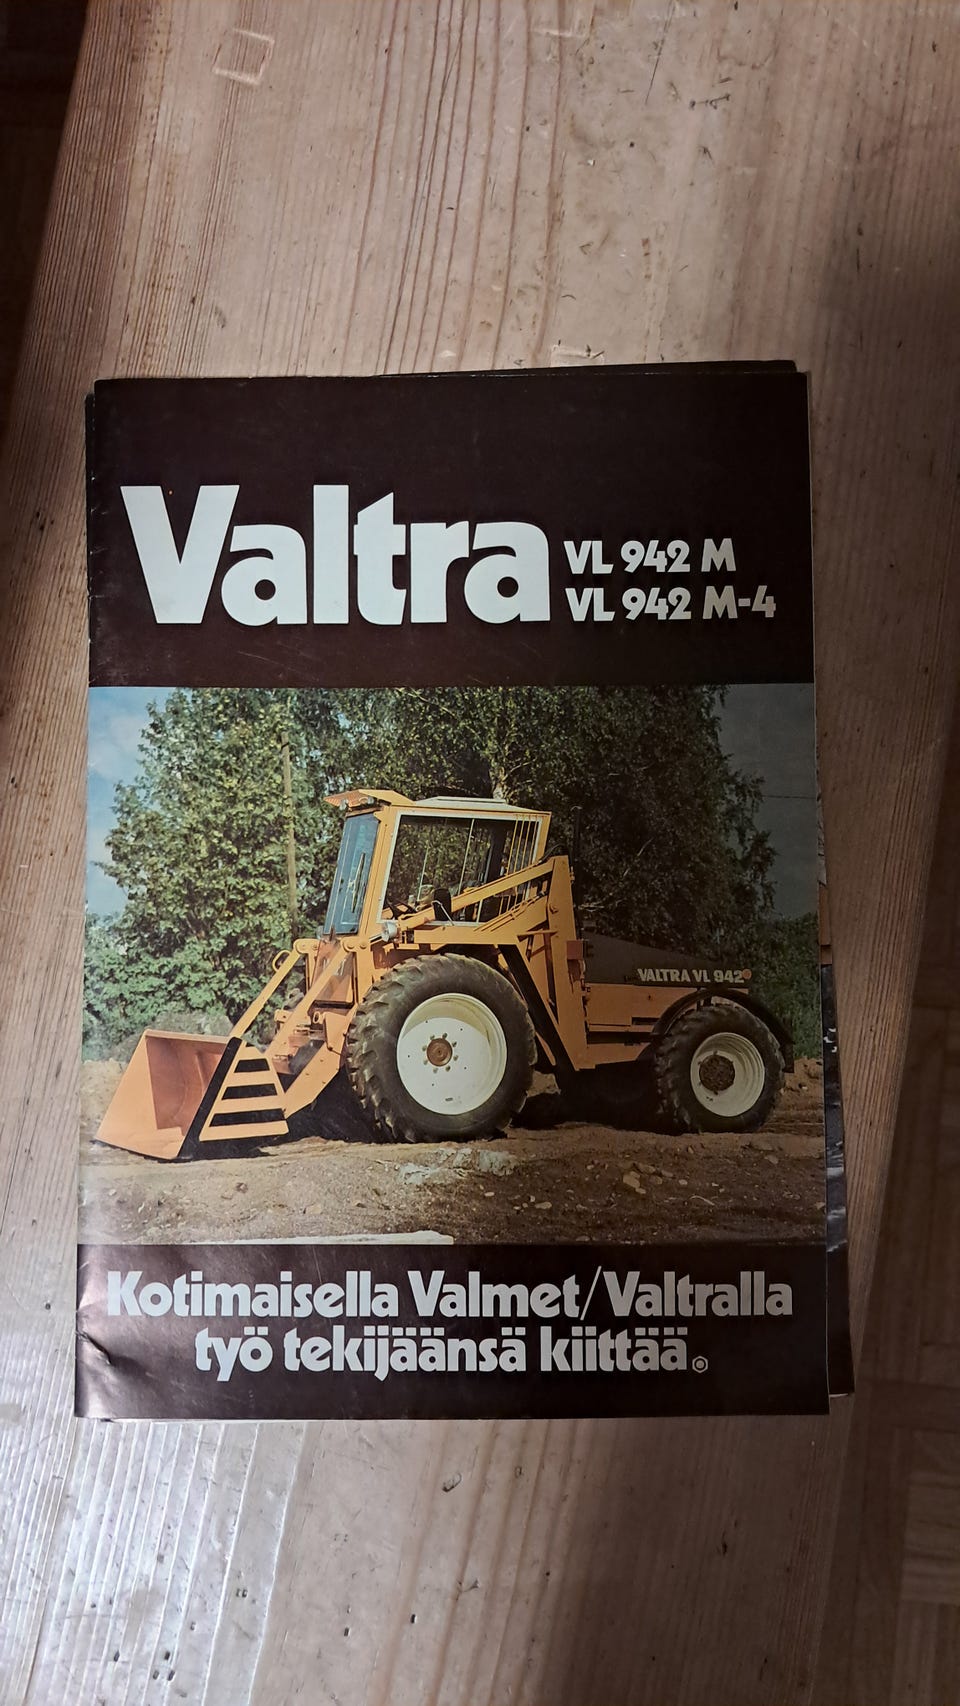 Valtra
VL 942 M
VL 942 M-4
VALTRA VL 942
Kotimaisella Valmet/Valtralla
työ tekijäänsä kiittää.